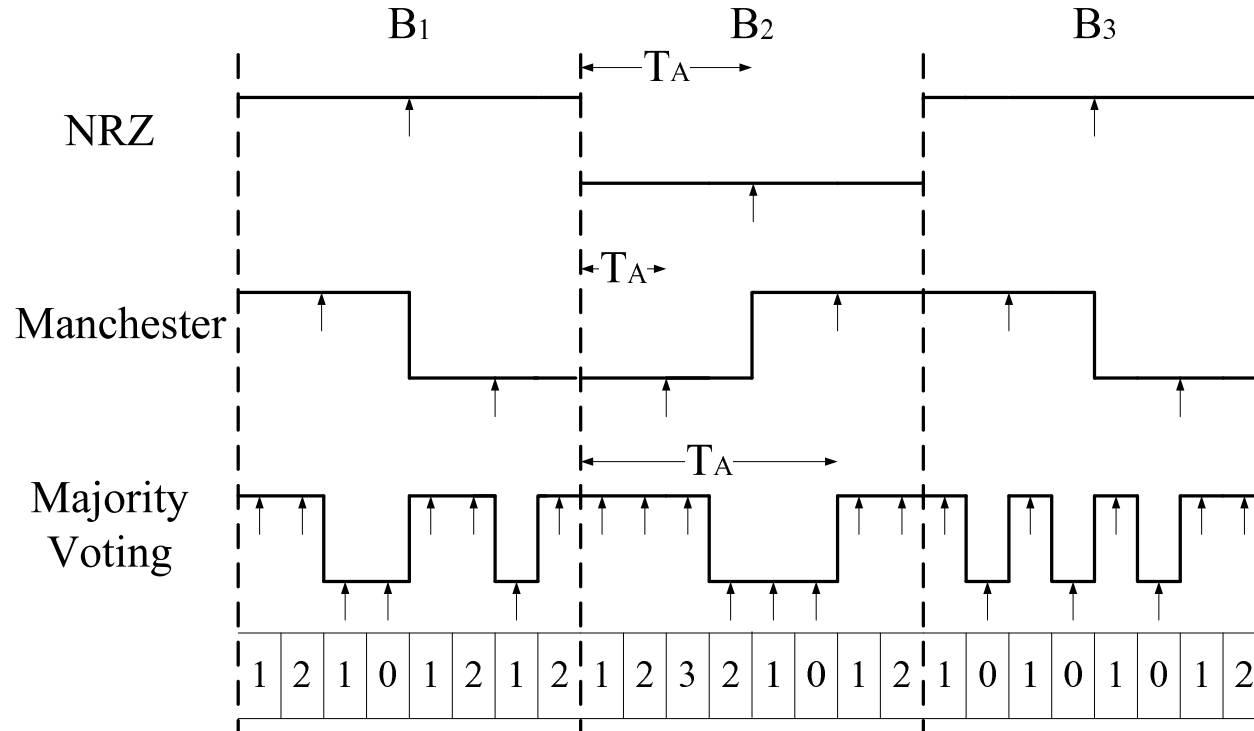 B1 B2 B3
TA
NRZ
TA
Manchester
TA
Majority
Voting
1 2 1 0 1 2 1 2 1 2 3 2 1 0 1 2 1 0 1 0 1 0 1 2